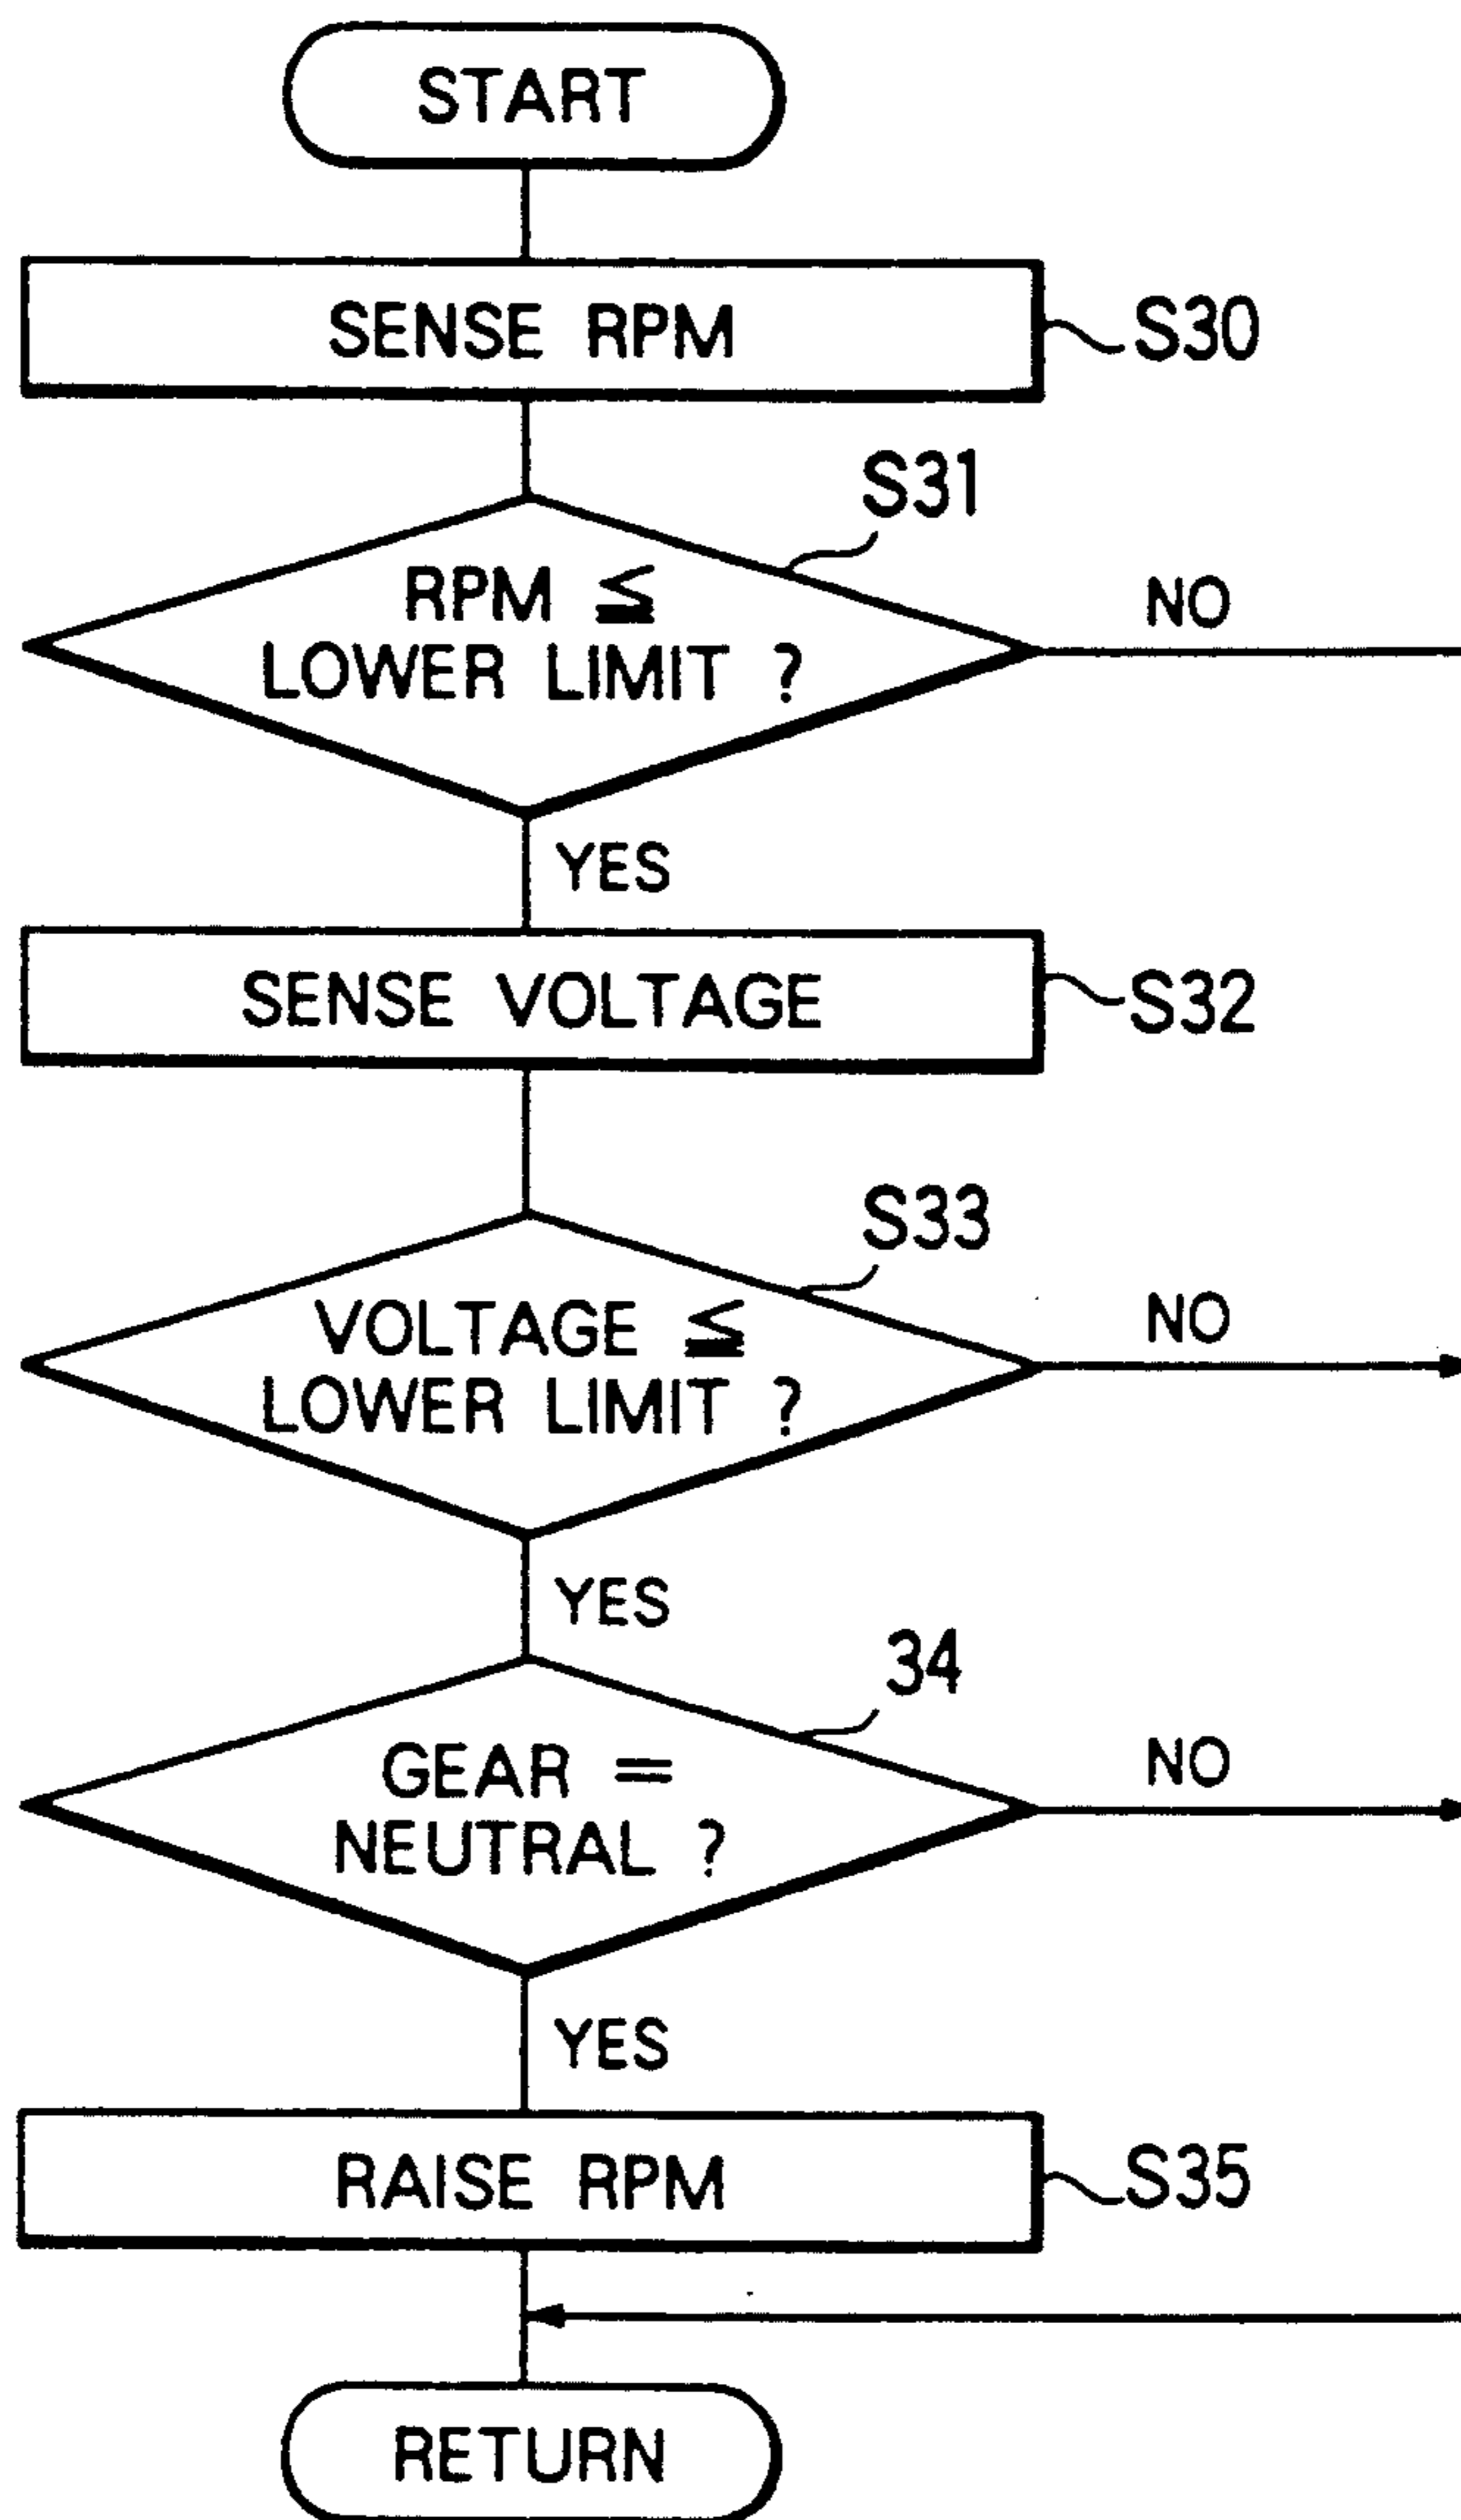 START
SENSE RPM
S30
S31
RPM ≦
LOWER LIMIT ?
NO
YES
SENSE VOLTAGE
S32
S33
VOLTAGE ≦
LOWER LIMIT ?
NO
YES
34
GEAR =
NEUTRAL ?
NO
YES
RAISE RPM
S35
RETURN